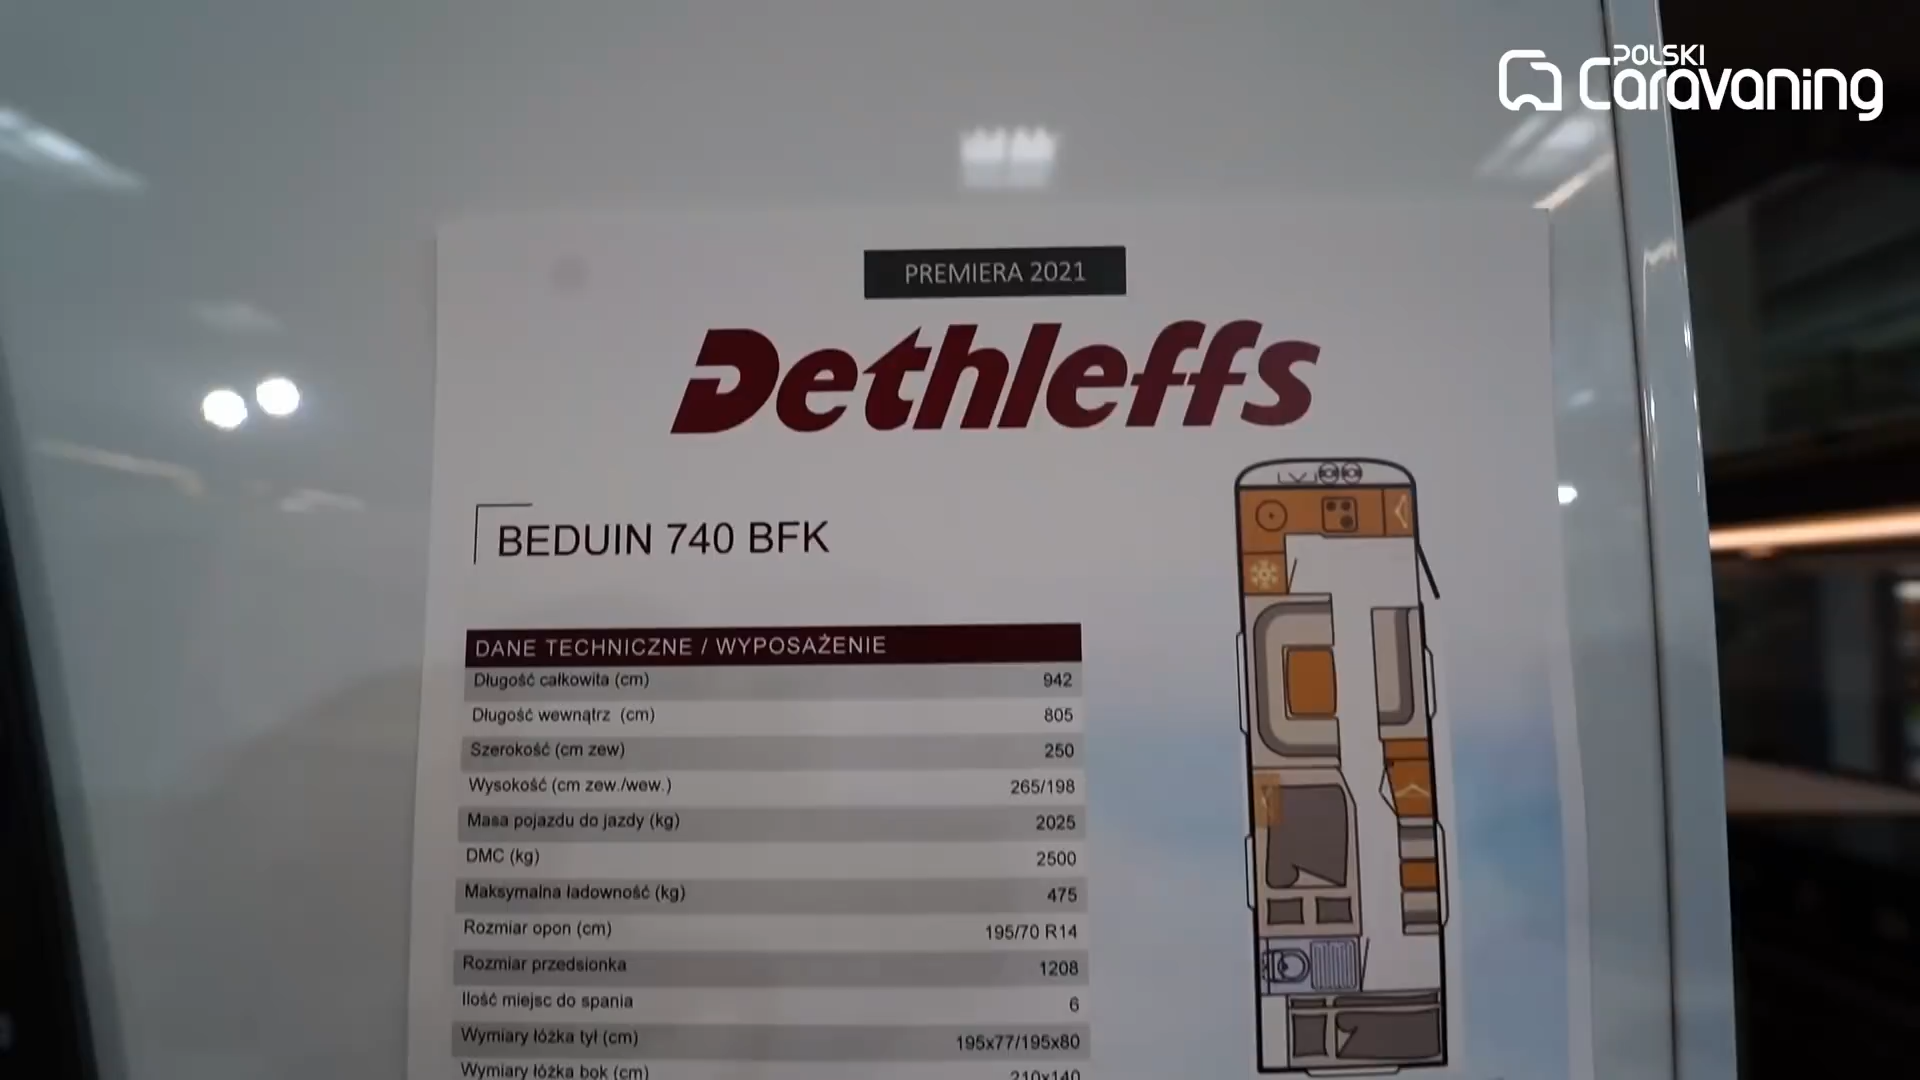 POLSKI
Caravaning
PREMIERA 2021
Dethleffs
BEDUIN 740 BFK
DANE TECHNICZNE / WYPOSAŻENIE
Długość całkowita (cm) 942
Długość wewnątrz (cm) 805
Szerokość (cm zew) 250
Wysokość (cm zew./wew.) 265/198
Masa pojazdu do jazdy (kg) 2025
DMC (kg) 2500
Maksymalna ładowność (kg) 475
Rozmiar opon (cm) 195/70 R14
Rozmiar przedsionka 1208
Ilość miejsc do spania 6
Wymiary łóżka tył (cm) 195x77/195x80
Wymiary łóżka bok (cm) 210x140